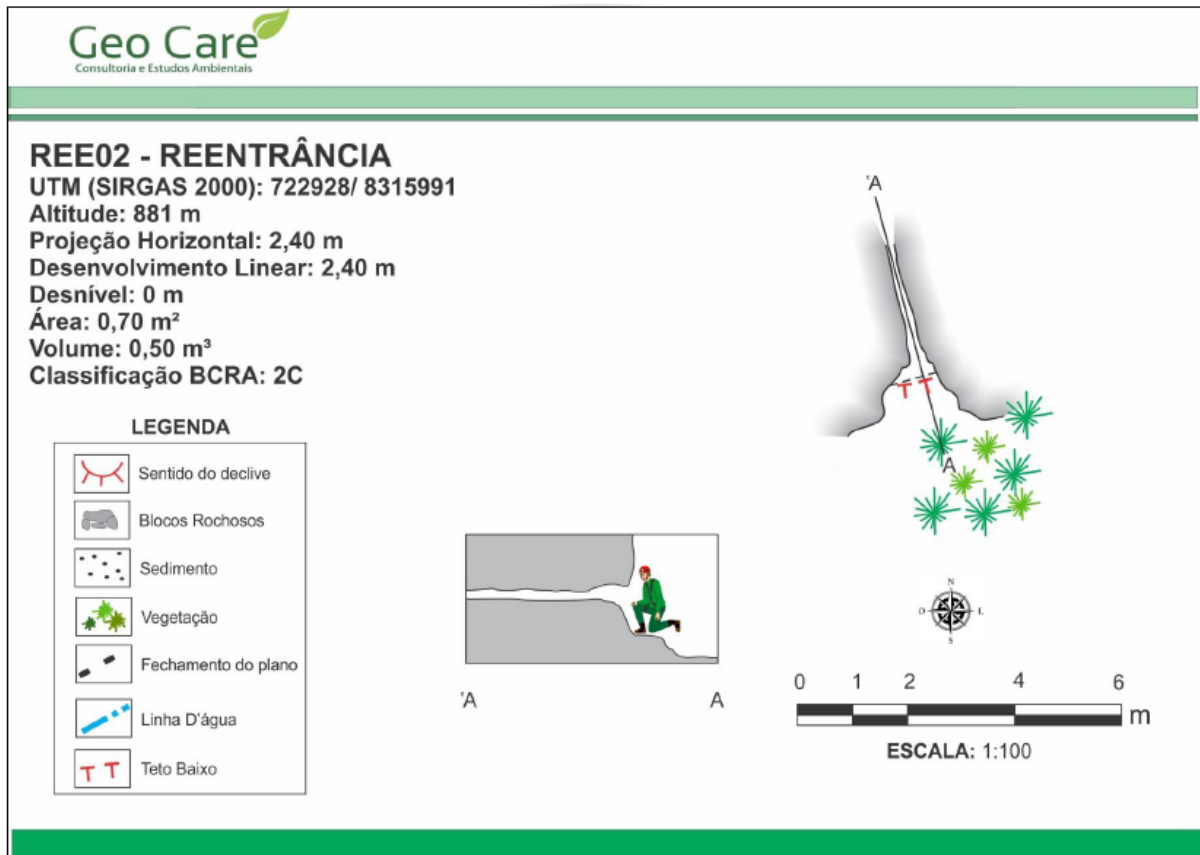 Geo Care
Consultoria e Estudos Ambientais
REE02 - REENTRÂNCIA
UTM (SIRGAS 2000): 722928/ 8315991
Altitude: 881 m
Projeção Horizontal: 2,40 m
Desenvolvimento Linear: 2,40 m
Desnível: 0 m
Área: 0,70 m²
Volume: 0,50 m³
Classificação BCRA: 2C
LEGENDA
Sentido do declive
Blocos Rochosos
Sedimento
Vegetação
Fechamento do plano
Linha D'água
Teto Baixo
'A
A
'A
A
N
O
L
S
0 1 2 4 6
m
ESCALA: 1:100